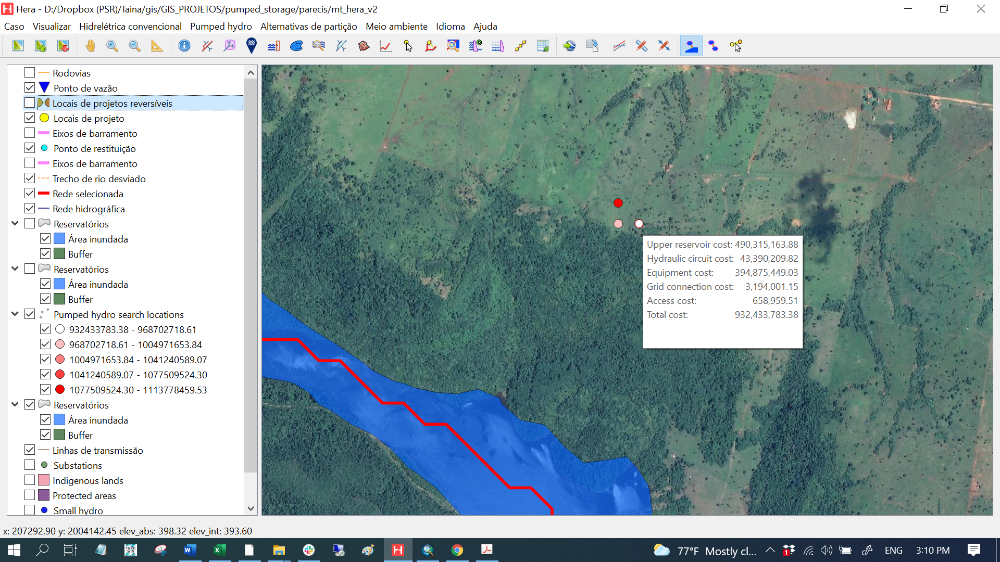 Hera - D:/Dropbox (PSR)/Taina/gis/GIS_PROJETOS/pumped_storage/parecis/mt_hera_v2
Caso Visualizar Hidrelétrica convencional Pumped hydro Alternativas de partição Meio ambiente Idioma Ajuda
Rodovias
Ponto de vazão
Locais de projetos reversíveis
Locais de projeto
Eixos de barramento
Ponto de restituição
Eixos de barramento
Trecho de rio desviado
Rede selecionada
Rede hidrográfica
Reservatórios
Área inundada
Buffer
Reservatórios
Área inundada
Buffer
Pumped hydro search locations
932433783.38 - 968702718.61
968702718.61 - 1004971653.84
1004971653.84 - 1041240589.07
1041240589.07 - 1077509524.30
1077509524.30 - 1113778459.53
Reservatórios
Área inundada
Buffer
Linhas de transmissão
Substations
Indigenous lands
Protected areas
Small hydro
Upper reservoir cost: 490,315,163.88
Hydraulic circuit cost: 43,390,209.82
Equipment cost: 394,875,449.03
Grid connection cost: 3,194,001.15
Access cost: 658,959.51
Total cost: 932,433,783.38
x: 207292.90 y: 2004142.45 elev_abs: 398.32 elev_int: 393.60
TREE WIN
77°F Mostly cl...
1
ENG
3:10 PM